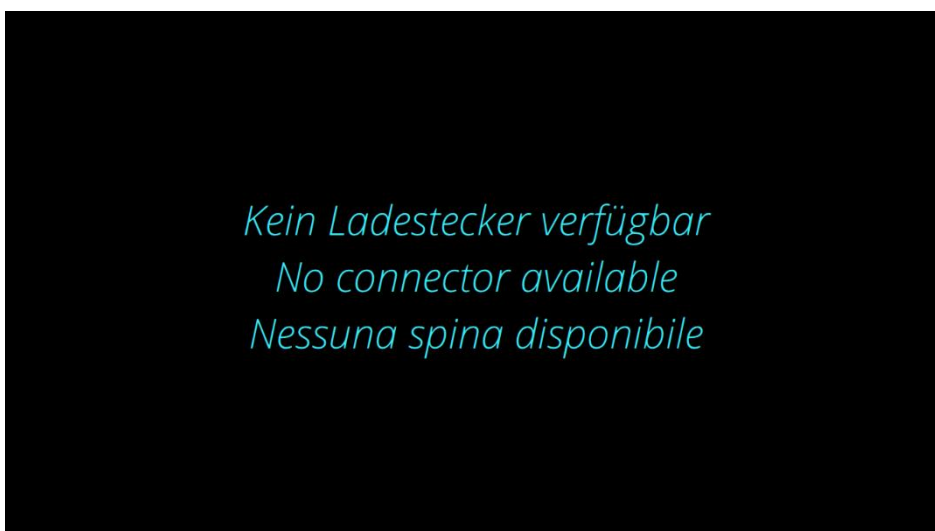 Kein Ladestecker verfügbar
No connector available
Nessuna spina disponibile